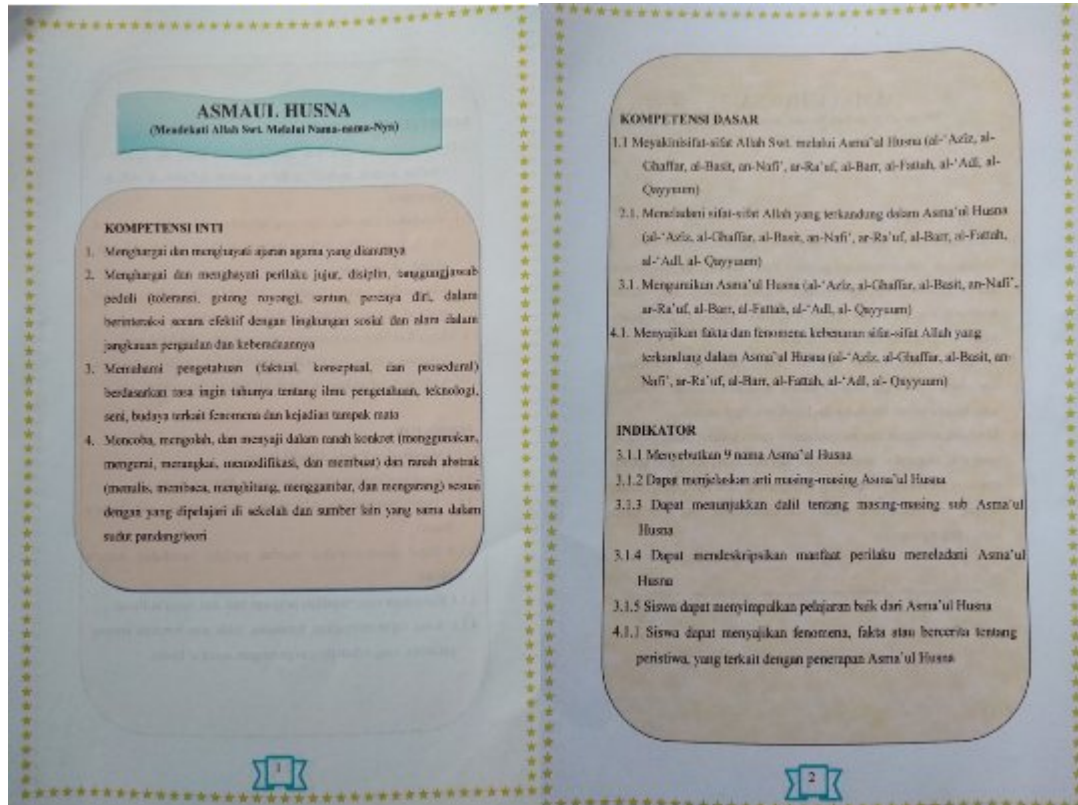 ASMAUL HUSNA
(Mendekati Allah Swt. Melalui Nama-nama-Nya)
KOMPETENSI INTI
1. Menghargai dan menghayati ajaran agama yang dianutnya
2. Menghargai dan menghayati perilaku jujur, disiplin, tanggungjawab
peduli (toleransi, gotong royong), santun, percaya diri, dalam
berinteraksi secara efektif dengan lingkungan sosial dan alam dalam
jangkauan pergaulan dan keberadaannya
3. Memahami pengetahuan (faktual, konseptual, dan prosedural)
berdasarkan rasa ingin tahunya tentang ilmu pengetahuan, teknologi,
seni, budaya terkait fenomena dan kejadian tampak mata
4. Mencoba, mengolah, dan menyaji dalam ranah konkret (menggunakan,
mengurai, merangkai, memodifikasi, dan membuat) dan ranah abstrak
(menulis, membaca, menghitung, menggambar, dan mengarang) sesuai
dengan yang dipelajari di sekolah dan sumber lain yang sama dalam
sudut pandang/teori
1
KOMPETENSI DASAR
1.1 Meyakinisifat-sifat Allah Swt. melalui Asma'ul Husna (al-'Aziz, al-
Ghaffar, al-Basit, an-Nafi', ar-Ra'uf, al-Barr, al-Fattah, al-'Adl, al-
Qayyuum)
2.1. Meneladani sifat-sifat Allah yang terkandung dalam Asma'ul Husna
(al-'Aziz, al-Ghaffar, al-Basit, an-Nafi', ar-Ra'uf, al-Barr, al-Fattah,
al-'Adl, al- Qayyuum)
3.1. Menguraikan Asma'ul Husna (al-'Aziz, al-Ghaffar, al-Basit, an-Nafi',
ar-Ra'uf, al-Barr, al-Fattah, al-'Adl, al- Qayyuum)
4.1. Menyajikan fakta dan fenomena kebenaran sifat-sifat Allah yang
terkandung dalam Asma'ul Husna (al-'Aziz, al-Ghaffar, al-Basit, an-
Nafi', ar-Ra'uf, al-Barr, al-Fattah, al-'Adl, al- Qayyuum)
INDIKATOR
3.1.1 Menyebutkan 9 nama Asma'ul Husna
3.1.2 Dapat menjelaskan arti masing-masing Asma'ul Husna
3.1.3 Dapat menunjukkan dalil tentang masing-masing sub Asma'ul
Husna
3.1.4 Dapat mendeskripsikan manfaat perilaku meneladani Asma'ul
Husna
3.1.5 Siswa dapat menyimpulkan pelajaran baik dari Asma'ul Husna
4.1.1 Siswa dapat menyajikan fenomena, fakta atau bercerita tentang
peristiwa, yang terkait dengan penerapan Asma'ul Husna
2